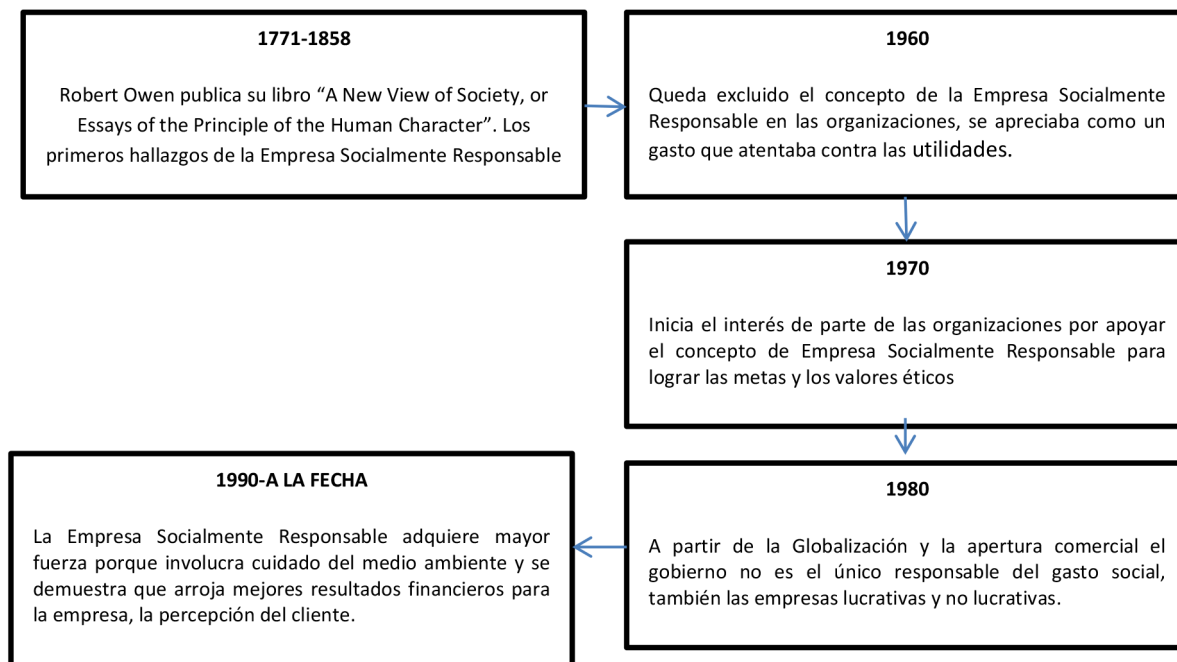 1771-1858
Robert Owen publica su libro “A New View of Society, or
Essays of the Principle of the Human Character”. Los
primeros hallazgos de la Empresa Socialmente Responsable
1960
Queda excluido el concepto de la Empresa Socialmente
Responsable en las organizaciones, se apreciaba como un
gasto que atentaba contra las utilidades.
1970
Inicia el interés de parte de las organizaciones por apoyar
el concepto de Empresa Socialmente Responsable para
lograr las metas y los valores éticos
1980
A partir de la Globalización y la apertura comercial el
gobierno no es el único responsable del gasto social,
también las empresas lucrativas y no lucrativas.
1990-A LA FECHA
La Empresa Socialmente Responsable adquiere mayor
fuerza porque involucra cuidado del medio ambiente y se
demuestra que arroja mejores resultados financieros para
la empresa, la percepción del cliente.